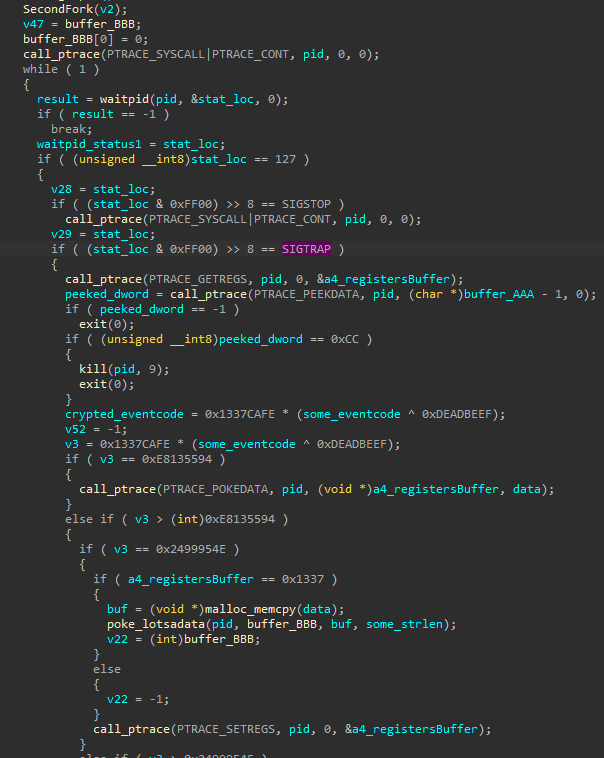 SecondFork(v2);
v47 = buffer_BBB;
buffer_BBB[0] = 0;
call_ptrace(PTRACE_SYSCALL|PTRACE_CONT, pid, 0, 0);
while ( 1 )
{
result = waitpid(pid, &stat_loc, 0);
if ( result == -1 )
break;
waitpid_status1 = stat_loc;
if ( (unsigned __int8)stat_loc == 127 )
{
v28 = stat_loc;
if ( (stat_loc & 0xFF00) >> 8 == SIGSTOP )
call_ptrace(PTRACE_SYSCALL|PTRACE_CONT, pid, 0, 0);
v29 = stat_loc;
if ( (stat_loc & 0xFF00) >> 8 == SIGTRAP )
{
call_ptrace(PTRACE_GETREGS, pid, 0, &a4_registersBuffer);
peeked_dword = call_ptrace(PTRACE_PEEKDATA, pid, (char *)buffer_AAA - 1, 0);
if ( peeked_dword == -1 )
exit(0);
if ( (unsigned __int8)peeked_dword == 0xCC )
{
kill(pid, 9);
exit(0);
}
crypted_eventcode = 0x1337CAFE * (some_eventcode ^ 0xDEADBEEF);
v52 = -1;
v3 = 0x1337CAFE * (some_eventcode ^ 0xDEADBEEF);
if ( v3 == 0xE8135594 )
{
call_ptrace(PTRACE_POKEDATA, pid, (void *)a4_registersBuffer, data);
}
else if ( v3 > (int)0xE8135594 )
{
if ( v3 == 0x2499954E )
{
if ( a4_registersBuffer == 0x1337 )
{
buf = (void *)malloc_memcpy(data);
poke_lotsadata(pid, buffer_BBB, buf, some_strlen);
v22 = (int)buffer_BBB;
}
else
{
v22 = -1;
}
call_ptrace(PTRACE_SETREGS, pid, 0, &a4_registersBuffer);
}